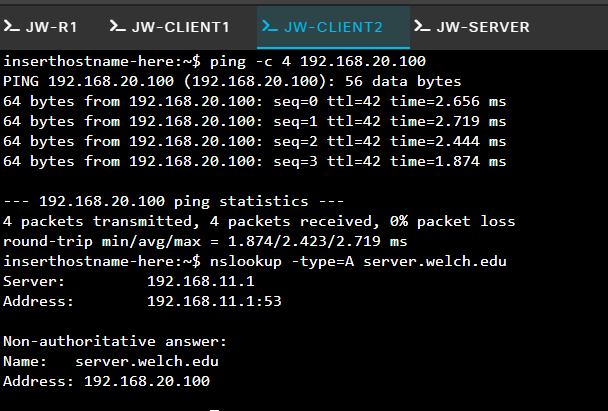 JW-R1 JW-CLIENT1 JW-CLIENT2 JW-SERVER
inserthostname-here:~$ ping -c 4 192.168.20.100
PING 192.168.20.100 (192.168.20.100): 56 data bytes
64 bytes from 192.168.20.100: seq=0 ttl=42 time=2.656 ms
64 bytes from 192.168.20.100: seq=1 ttl=42 time=2.719 ms
64 bytes from 192.168.20.100: seq=2 ttl=42 time=2.444 ms
64 bytes from 192.168.20.100: seq=3 ttl=42 time=1.874 ms

--- 192.168.20.100 ping statistics ---
4 packets transmitted, 4 packets received, 0% packet loss
round-trip min/avg/max = 1.874/2.423/2.719 ms
inserthostname-here:~$ nslookup -type=A server.welch.edu
Server:         192.168.11.1
Address:        192.168.11.1:53

Non-authoritative answer:
Name:   server.welch.edu
Address: 192.168.20.100